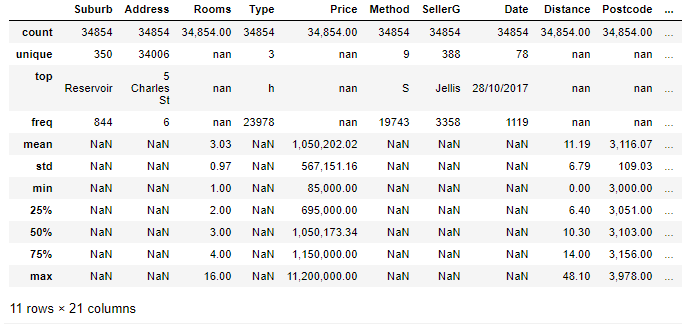 Suburb Address Rooms Type Price Method SellerG Date Distance Postcode ...
count 34854 34854 34,854.00 34854 34,854.00 34854 34854 34854 34,854.00 34,854.00 ...
unique 350 34006 nan 3 nan 9 388 78 nan nan ...
top Reservoir 5 Charles St nan h nan S Jellis 28/10/2017 nan nan ...
freq 844 6 nan 23978 nan 19743 3358 1119 nan nan ...
mean NaN NaN 3.03 NaN 1,050,202.02 NaN NaN NaN 11.19 3,116.07 ...
std NaN NaN 0.97 NaN 567,151.16 NaN NaN NaN 6.79 109.03 ...
min NaN NaN 1.00 NaN 85,000.00 NaN NaN NaN 0.00 3,000.00 ...
25% NaN NaN 2.00 NaN 695,000.00 NaN NaN NaN 6.40 3,051.00 ...
50% NaN NaN 3.00 NaN 1,050,173.34 NaN NaN NaN 10.30 3,103.00 ...
75% NaN NaN 4.00 NaN 1,150,000.00 NaN NaN NaN 14.00 3,156.00 ...
max NaN NaN 16.00 NaN 11,200,000.00 NaN NaN NaN 48.10 3,978.00 ...
11 rows × 21 columns